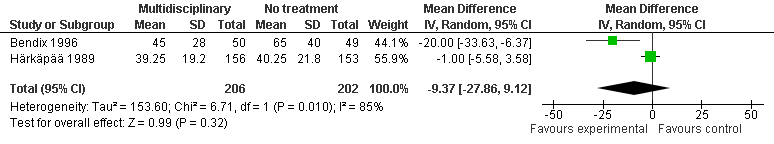 Multidisciplinary No treatment Mean Difference Mean Difference
Study or Subgroup Mean SD Total Mean SD Total Weight IV, Random, 95% CI IV, Random, 95% CI
Bendix 1996 45 28 50 65 40 49 44.1% -20.00 [-33.63, -6.37]
Härkäpää 1989 39.25 19.2 156 40.25 21.8 153 55.9% -1.00 [-5.58, 3.58]
Total (95% CI) 206 202 100.0% -9.37 [-27.86, 9.12]
Heterogeneity: Tau² = 153.60; Chi² = 6.71, df = 1 (P = 0.010); I² = 85%
Test for overall effect: Z = 0.99 (P = 0.32)
-50 -25 0 25 50
Favours experimental Favours control